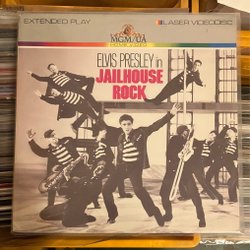 EXTENDED PLAY
LASER VIDEODISC
MGM/UA
HOME VIDEO
ELVIS PRESLEY in
JAILHOUSE
ROCK